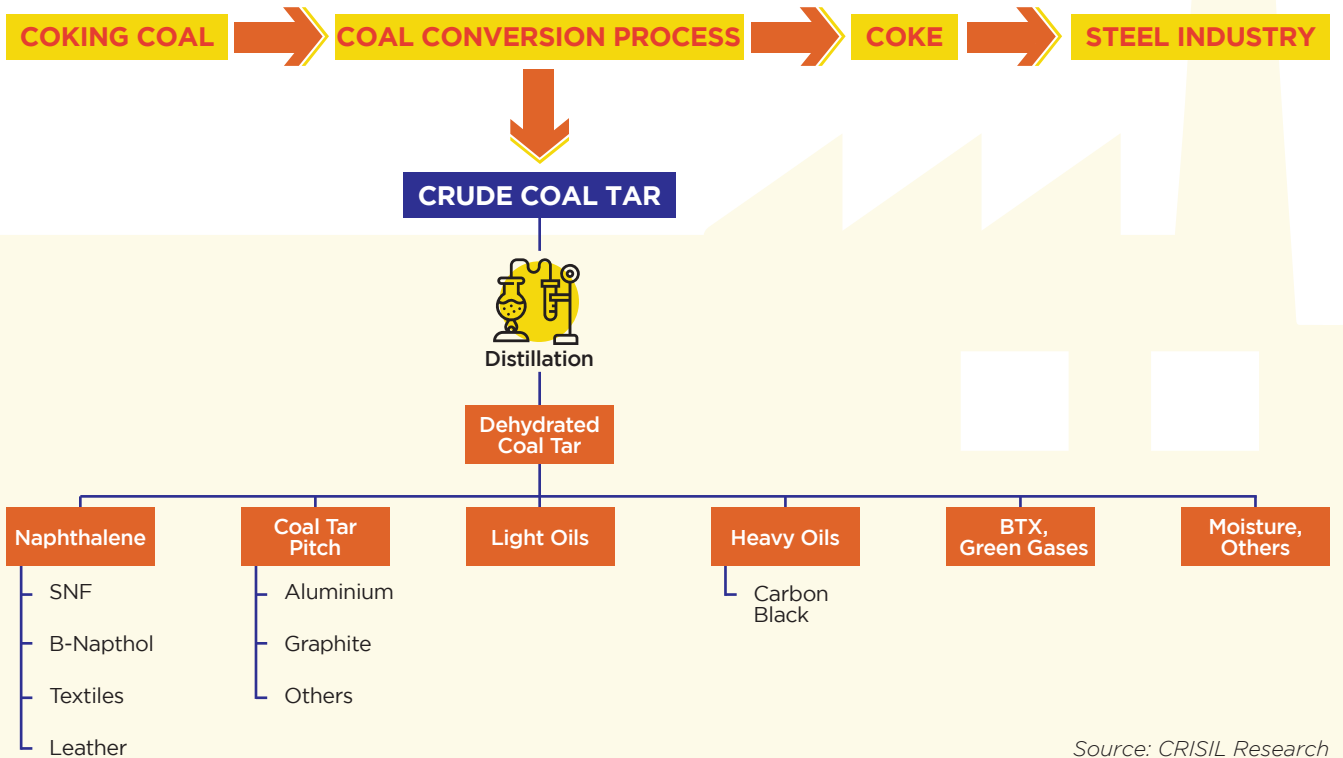 COKING COAL
COAL CONVERSION PROCESS
COKE
STEEL INDUSTRY
CRUDE COAL TAR
Distillation
Dehydrated
Coal Tar
Naphthalene
Coal Tar
Pitch
Light Oils
Heavy Oils
BTX,
Green Gases
Moisture,
Others
SNF
B-Napthol
Textiles
Leather
Aluminium
Graphite
Others
Carbon
Black
Source: CRISIL Research